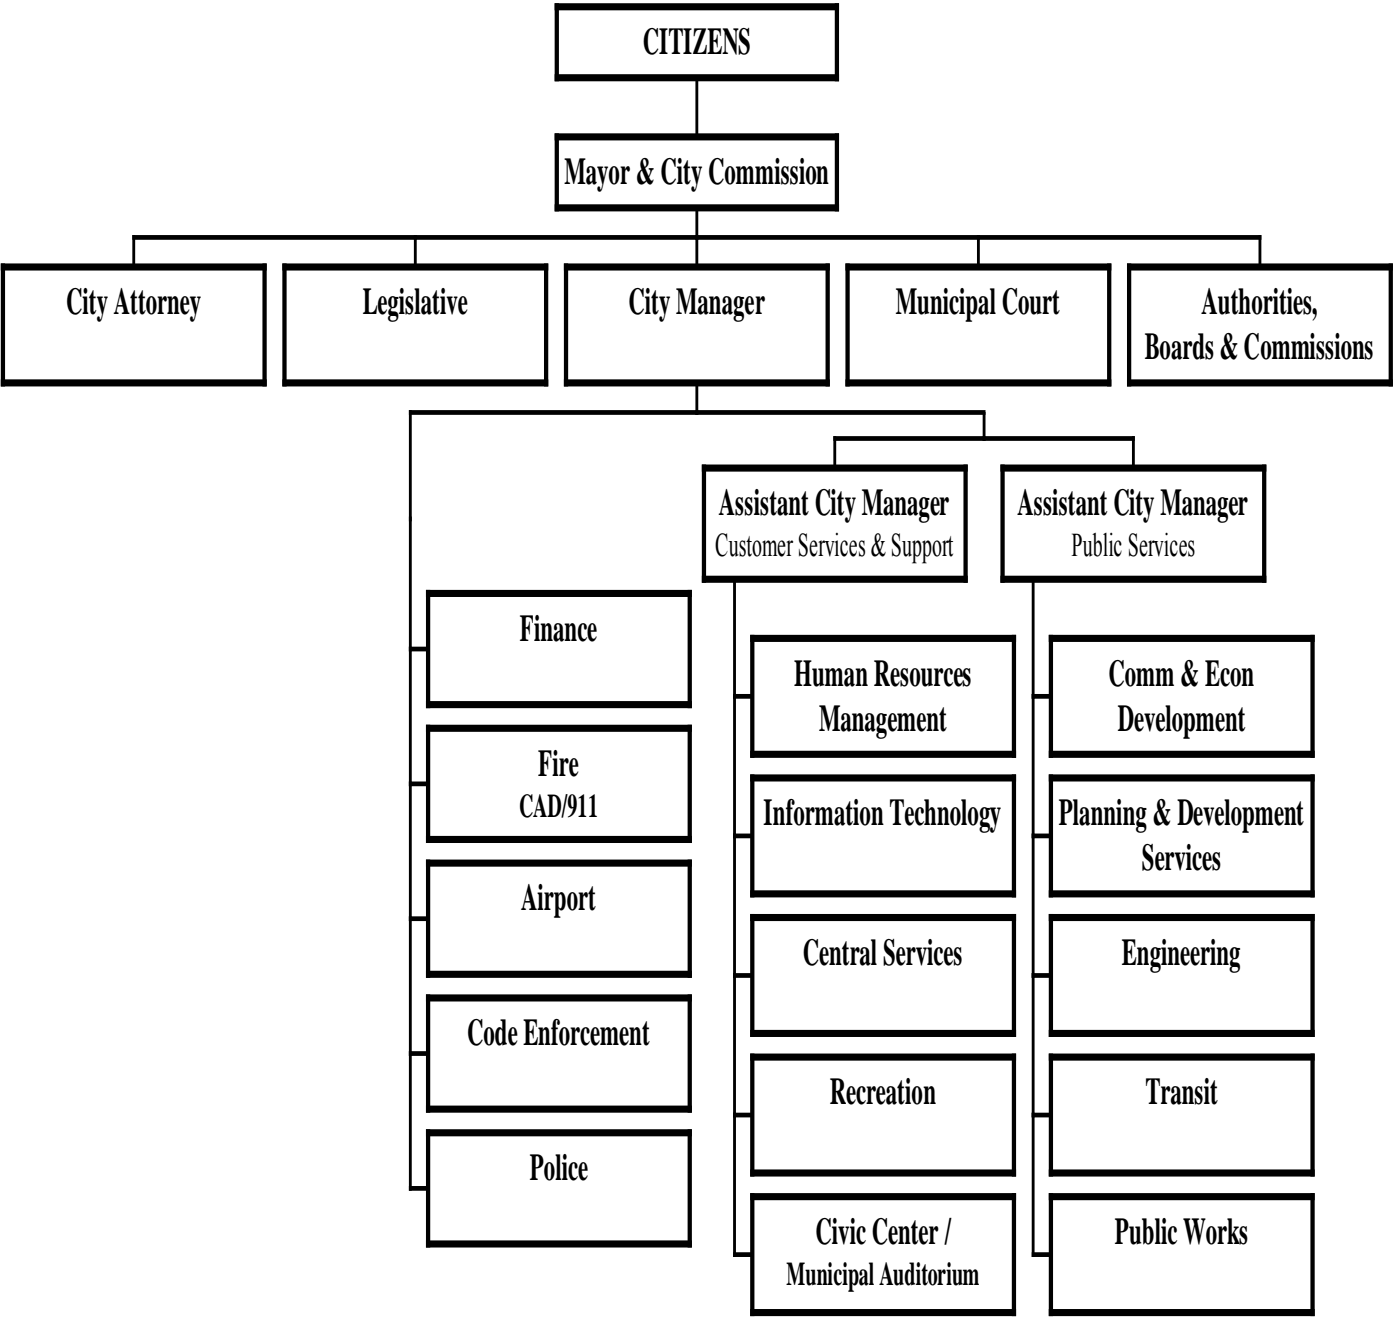 CITIZENS
Mayor & City Commission
City Attorney
Legislative
City Manager
Municipal Court
Authorities,
Boards & Commissions
Assistant City Manager
Customer Services & Support
Assistant City Manager
Public Services
Finance
Fire
CAD/911
Airport
Code Enforcement
Police
Human Resources
Management
Information Technology
Central Services
Recreation
Civic Center /
Municipal Auditorium
Comm & Econ
Development
Planning & Development
Services
Engineering
Transit
Public Works